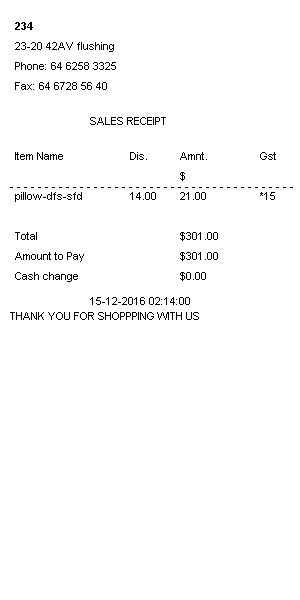 234
23-20 42AV flushing
Phone: 64 6258 3325
Fax: 64 6728 56 40
SALES RECEIPT
Item Name Dis. Amnt. Gst
$
pillow-dfs-sfd 14.00 21.00 *15
Total $301.00
Amount to Pay $301.00
Cash change $0.00
15-12-2016 02:14:00
THANK YOU FOR SHOPPPING WITH US